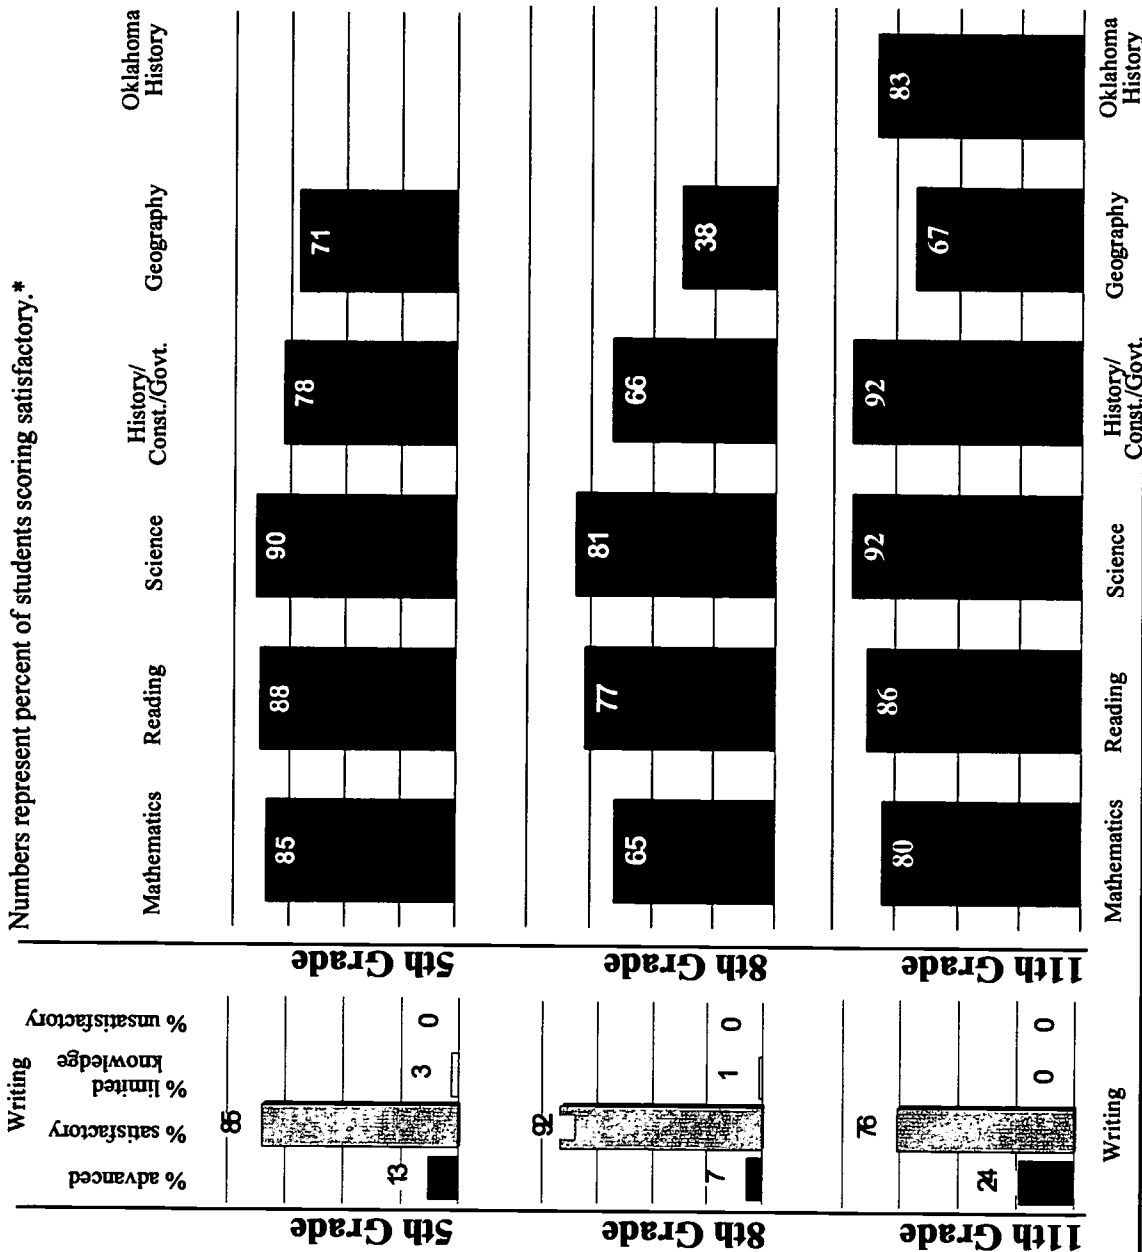 Numbers represent percent of students scoring satisfactory.*
Writing
% advanced
% satisfactory
% limited
knowledge
% unsatisfactory
Mathematics
Reading
Science
History/
Const./Govt.
Geography
Oklahoma
History
5th Grade
13
85
3
0
5th Grade
85
88
90
78
71
8th Grade
7
92
1
0
8th Grade
65
77
81
66
38
11th Grade
24
76
0
0
11th Grade
80
86
92
92
67
83
Writing
Mathematics
Reading
Science
History/
Const./Govt.
Geography
Oklahoma
History